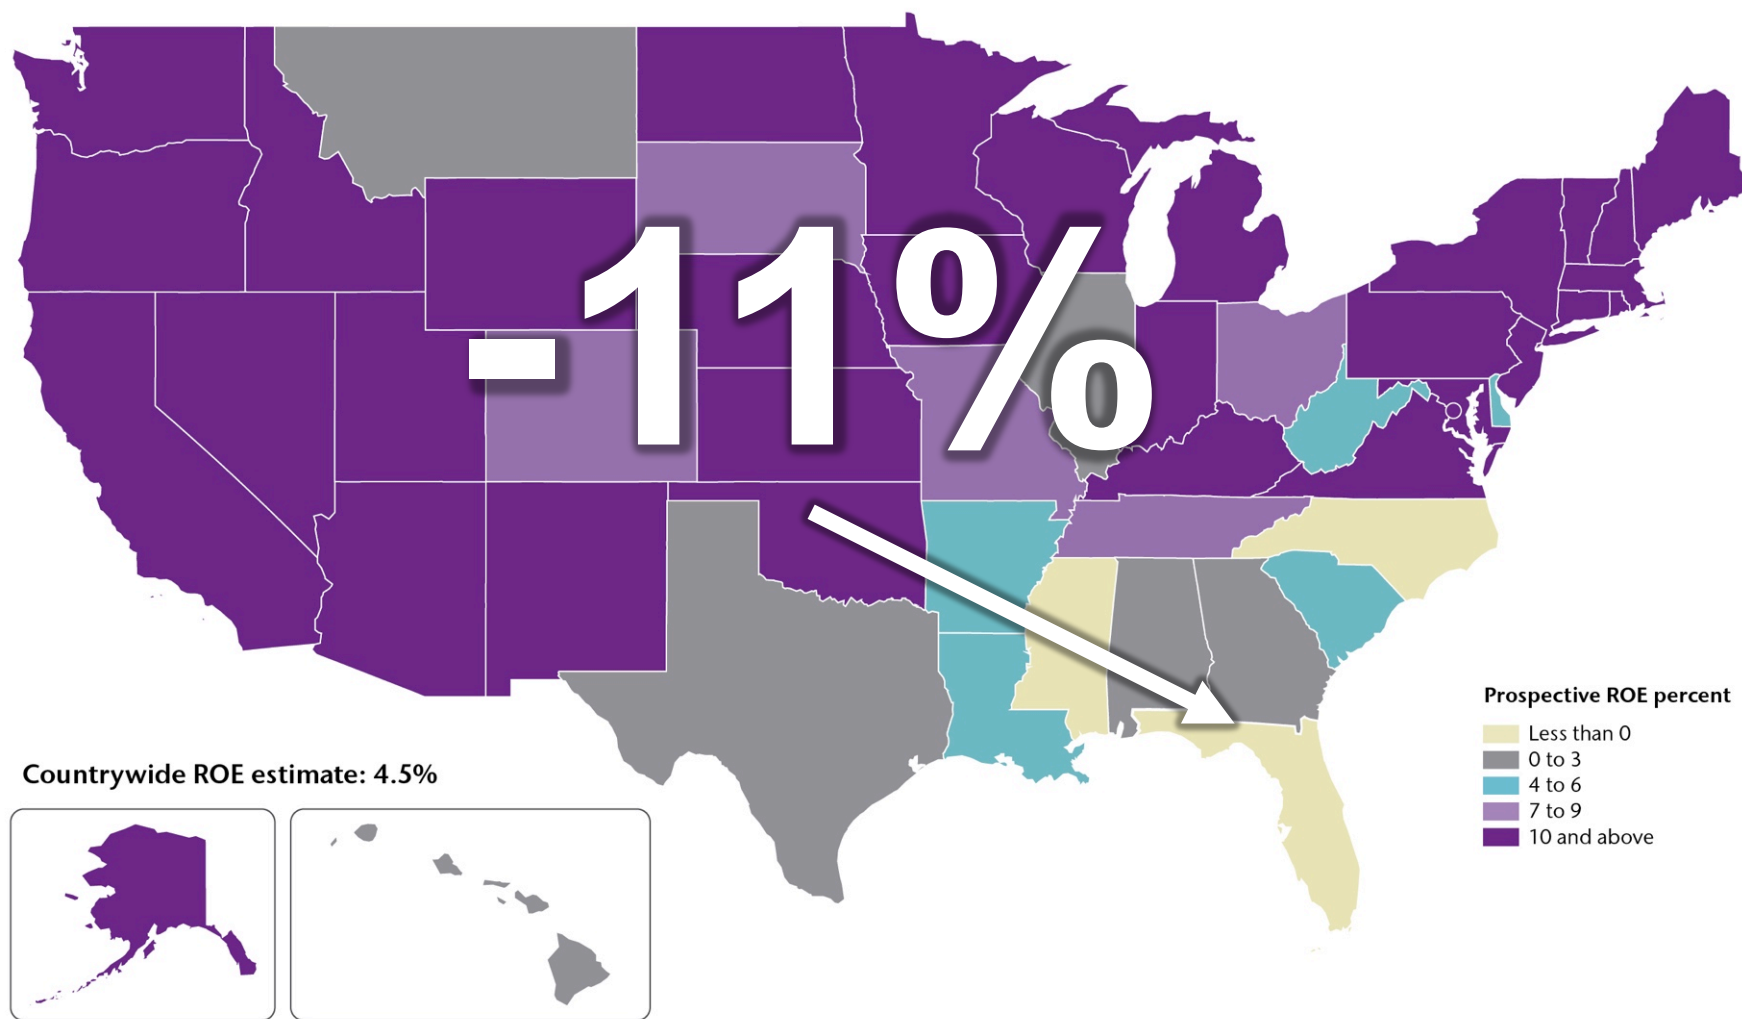 -11%
Prospective ROE percent
Less than 0
0 to 3
4 to 6
7 to 9
10 and above
Countrywide ROE estimate: 4.5%